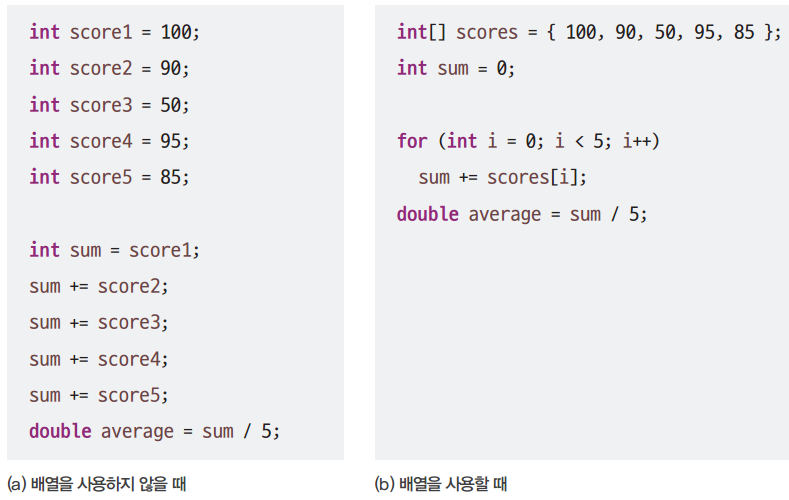 int score1 = 100;
int score2 = 90;
int score3 = 50;
int score4 = 95;
int score5 = 85;
int sum = score1;
sum += score2;
sum += score3;
sum += score4;
sum += score5;
double average = sum / 5;
(a) 배열을 사용하지 않을 때
int[] scores = { 100, 90, 50, 95, 85 };
int sum = 0;
for (int i = 0; i < 5; i++)
sum += scores[i];
double average = sum / 5;
(b) 배열을 사용할 때